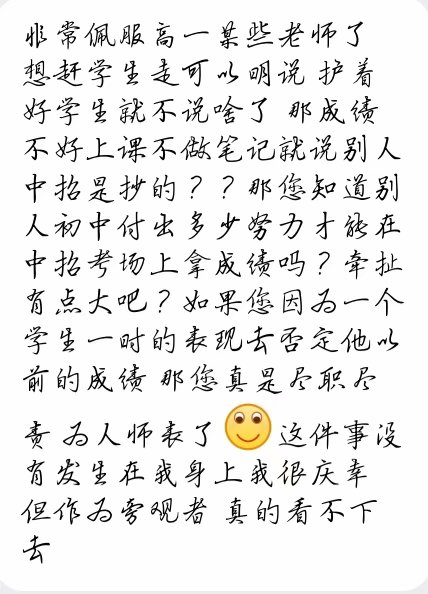 非常佩服高一某些老师了
想赶学生走可以明说 护着
好学生就不说啥了 那成绩
不好上课不做笔记就说别人
中招是抄的？？那您知道别
人初中付出多少努力才能在
中招考场上拿成绩吗？牵扯
有点大吧？如果您因为一个
学生一时的表现去否定他以
前的成绩 那您真是尽职尽
责 为人师表了🙂这件事没
有发生在我身上我很庆幸
但作为旁观者 真的看不下
去